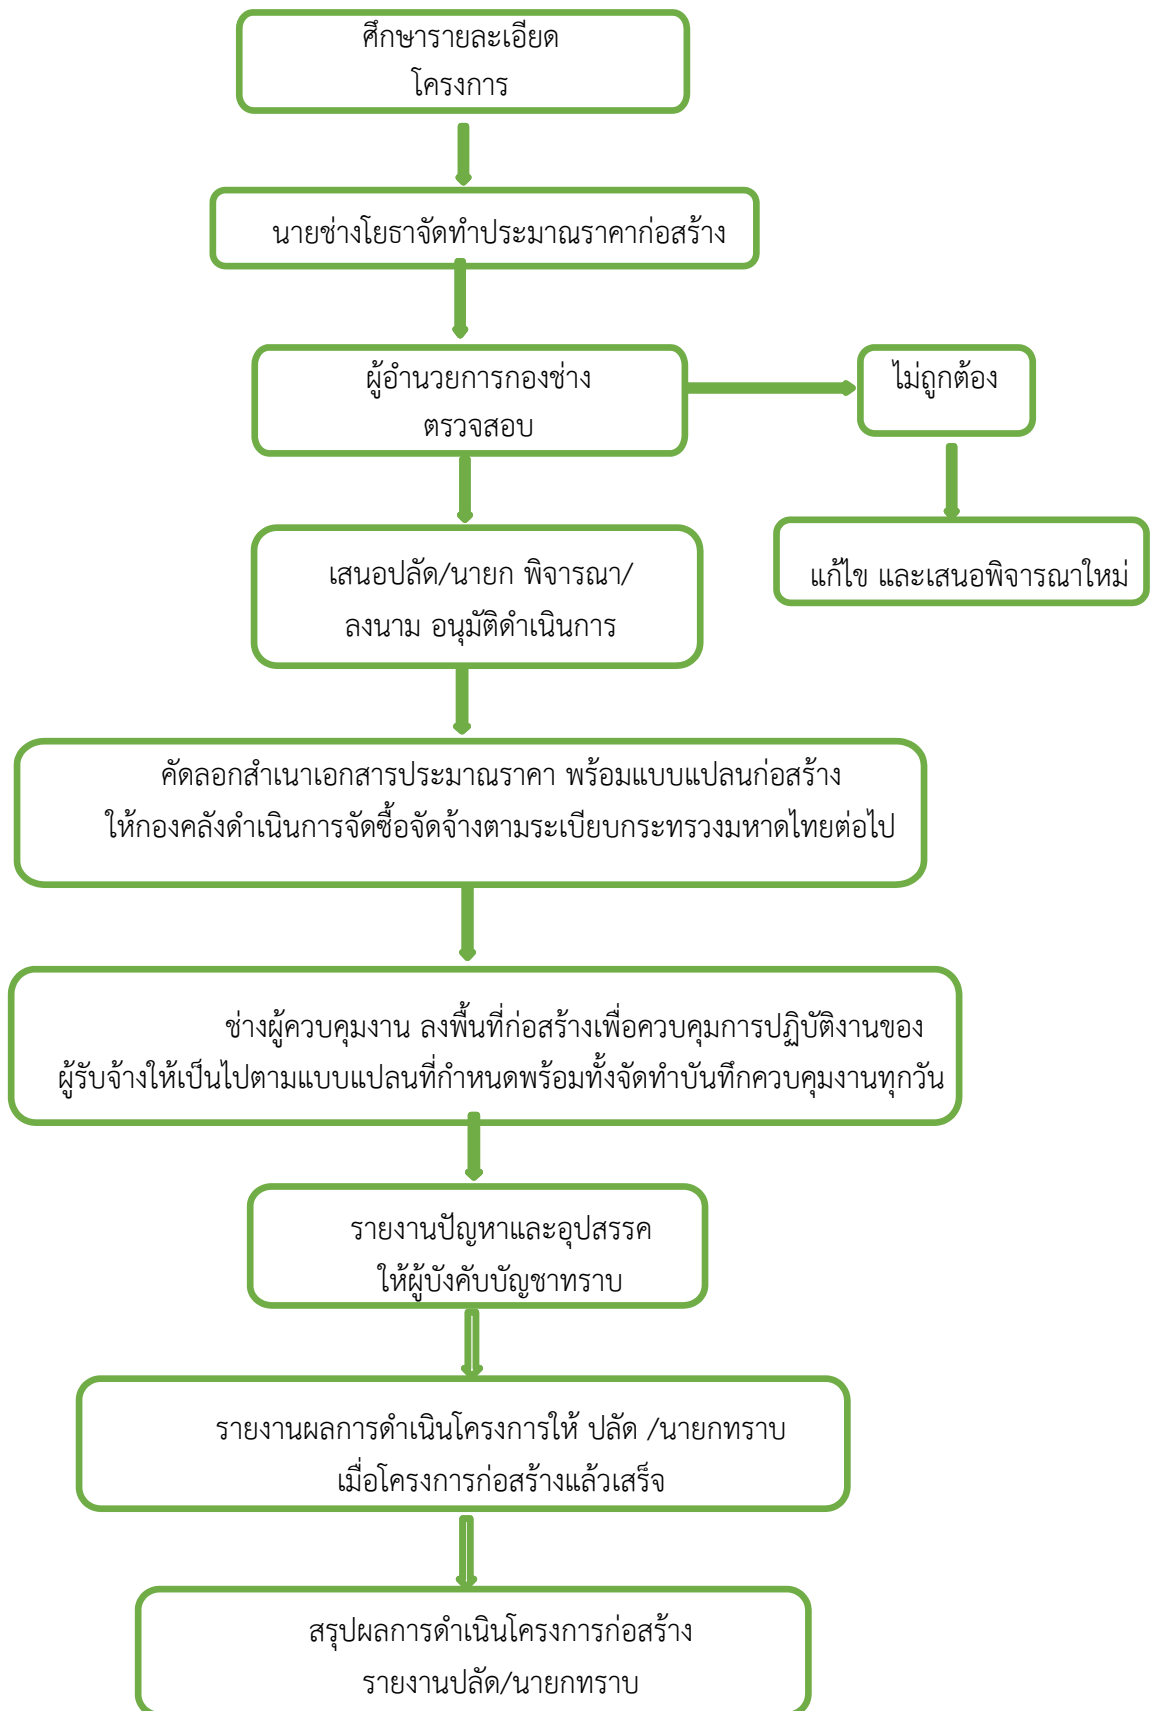 ศึกษารายละเอียด
โครงการ
นายช่างโยธาจัดทำประมาณราคาก่อสร้าง
ผู้อำนวยการกองช่าง
ตรวจสอบ
ไม่ถูกต้อง
แก้ไข และเสนอพิจารณาใหม่
เสนอปลัด/นายก พิจารณา/
ลงนาม อนุมัติดำเนินการ
คัดลอกสำเนาเอกสารประมาณราคา พร้อมแบบแปลนก่อสร้าง
ให้กองคลังดำเนินการจัดซื้อจัดจ้างตามระเบียบกระทรวงมหาดไทยต่อไป
ช่างผู้ควบคุมงาน ลงพื้นที่ก่อสร้างเพื่อควบคุมการปฏิบัติงานของ
ผู้รับจ้างให้เป็นไปตามแบบแปลนที่กำหนดพร้อมทั้งจัดทำบันทึกควบคุมงานทุกวัน
รายงานปัญหาและอุปสรรค
ให้ผู้บังคับบัญชาทราบ
รายงานผลการดำเนินโครงการให้ ปลัด /นายกทราบ
เมื่อโครงการก่อสร้างแล้วเสร็จ
สรุปผลการดำเนินโครงการก่อสร้าง
รายงานปลัด/นายกทราบ